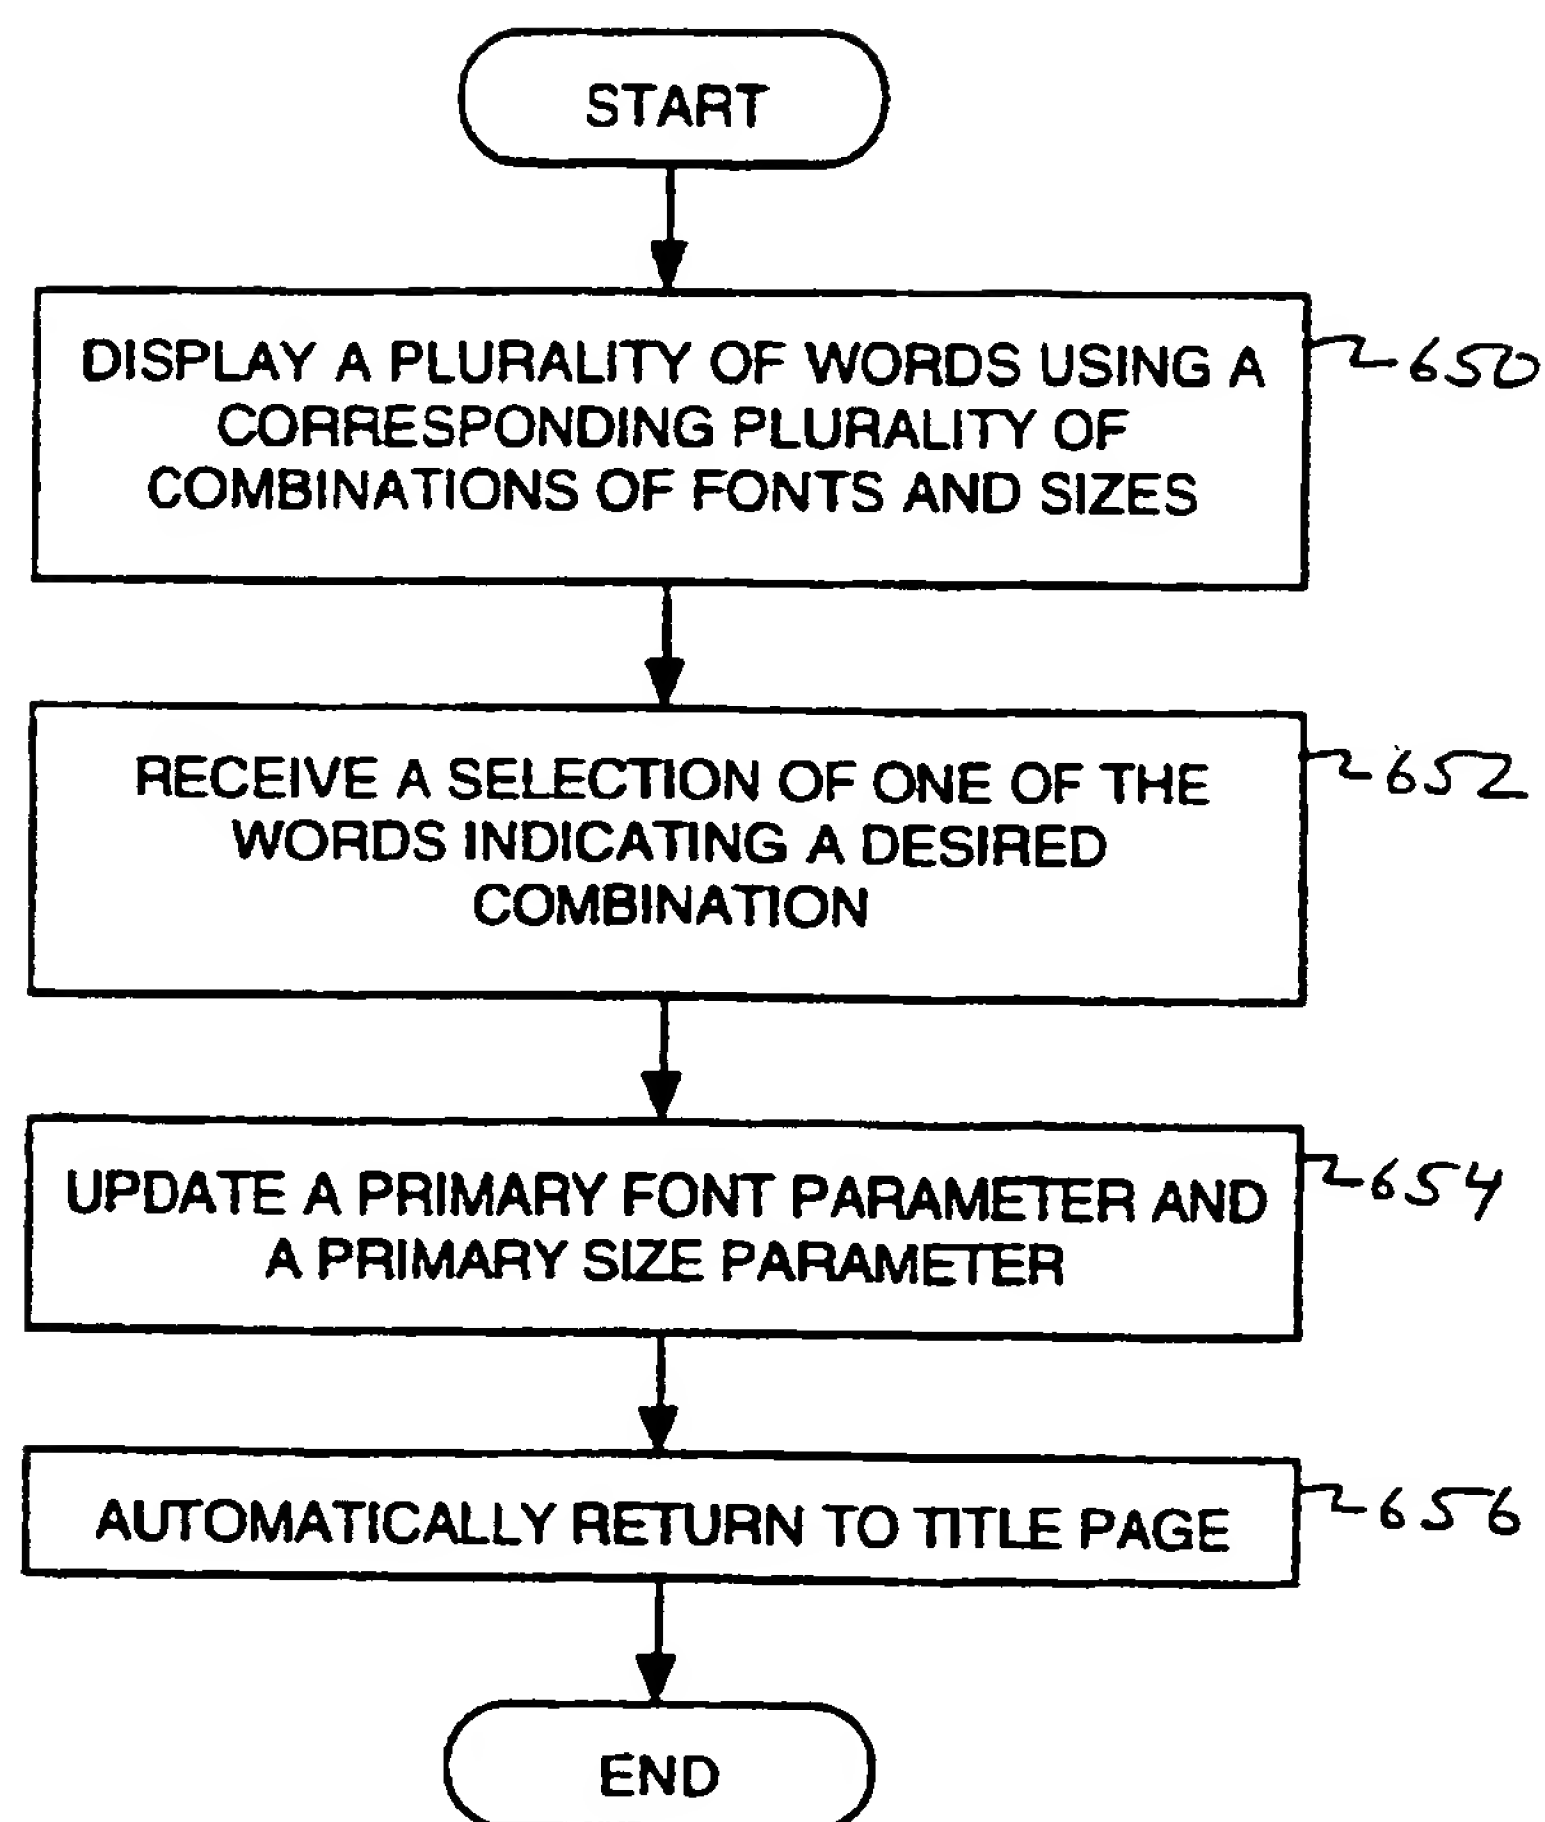 START
DISPLAY A PLURALITY OF WORDS USING A
CORRESPONDING PLURALITY OF
COMBINATIONS OF FONTS AND SIZES
650
RECEIVE A SELECTION OF ONE OF THE
WORDS INDICATING A DESIRED
COMBINATION
652
UPDATE A PRIMARY FONT PARAMETER AND
A PRIMARY SIZE PARAMETER
654
AUTOMATICALLY RETURN TO TITLE PAGE
656
END